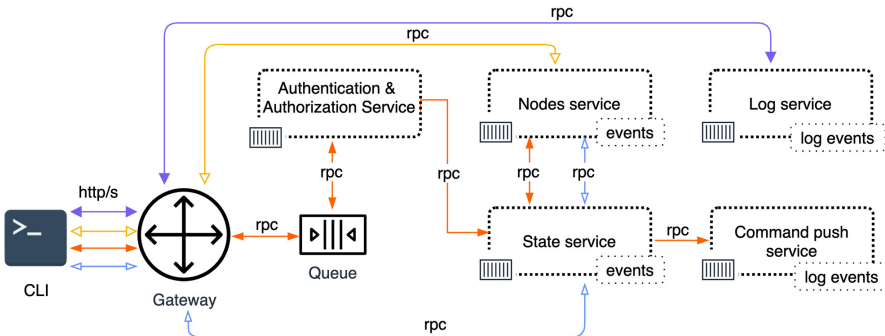 rpc
rpc
Authentication &
Authorization Service
Nodes service
events
Log service
log events
http/s
rpc
rpc
rpc
rpc
>_
CLI
Gateway
rpc
Queue
State service
events
rpc
Command push
service
log events
rpc